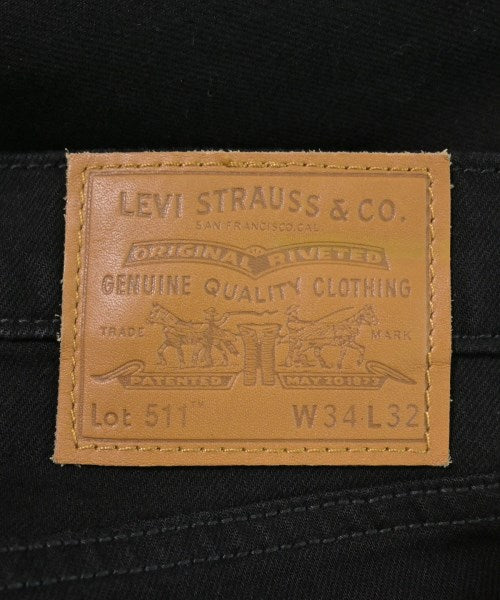 LEVI STRAUSS & CO.
SAN FRANCISCO, CAL.
ORIGINAL RIVETED
GENUINE QUALITY CLOTHING
TRADE MARK
PATENTED MAY 20 1873
Lot 511™ W34 L32